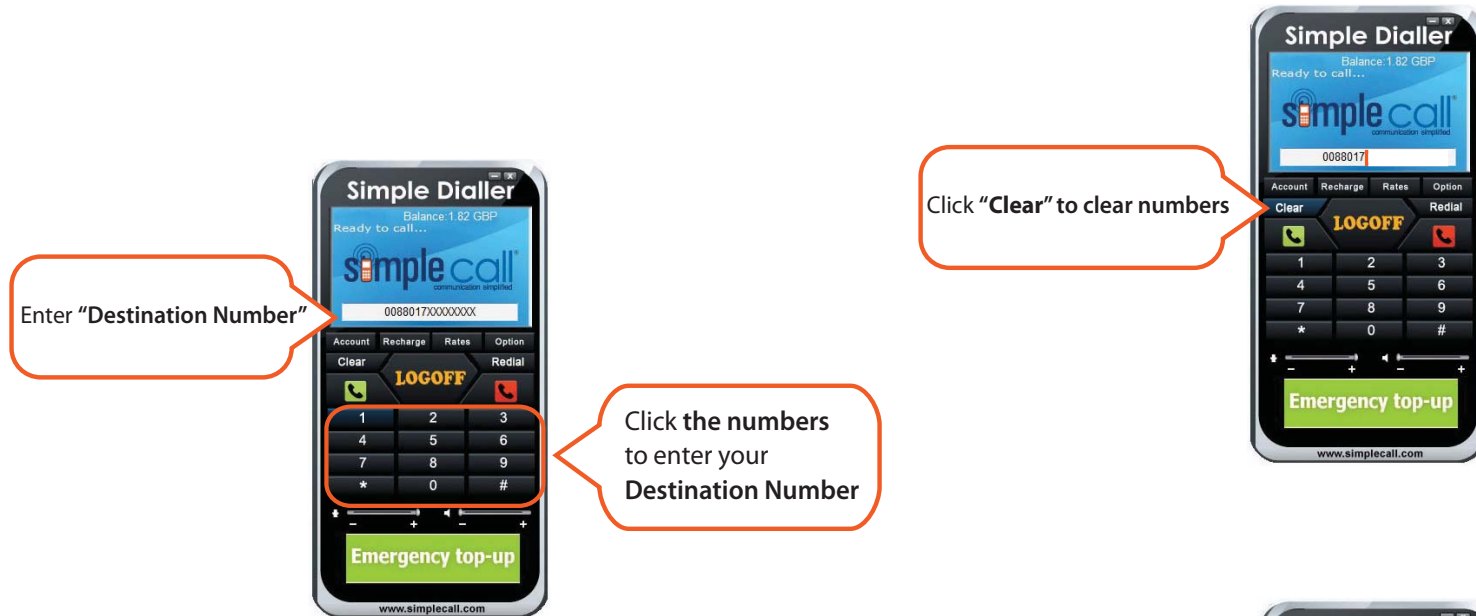 Enter “Destination Number”
Simple Dialler
Balance:1.82 GBP
Ready to call...
simple call
communication simplified
0088017XXXXXXXX
Account Recharge Rates Option
Clear LOGOFF Redial
1 2 3
4 5 6
7 8 9
* 0 #
– + – +
Emergency top-up
www.simplecall.com
Click the numbers
to enter your
Destination Number
Click “Clear” to clear numbers
Simple Dialler
Balance:1.82 GBP
Ready to call...
simple call
communication simplified
0088017
Account Recharge Rates Option
Clear LOGOFF Redial
1 2 3
4 5 6
7 8 9
* 0 #
– + – +
Emergency top-up
www.simplecall.com